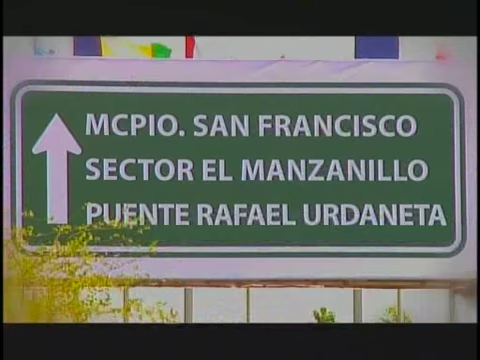 MCPIO. SAN FRANCISCO
SECTOR EL MANZANILLO
PUENTE RAFAEL URDANETA